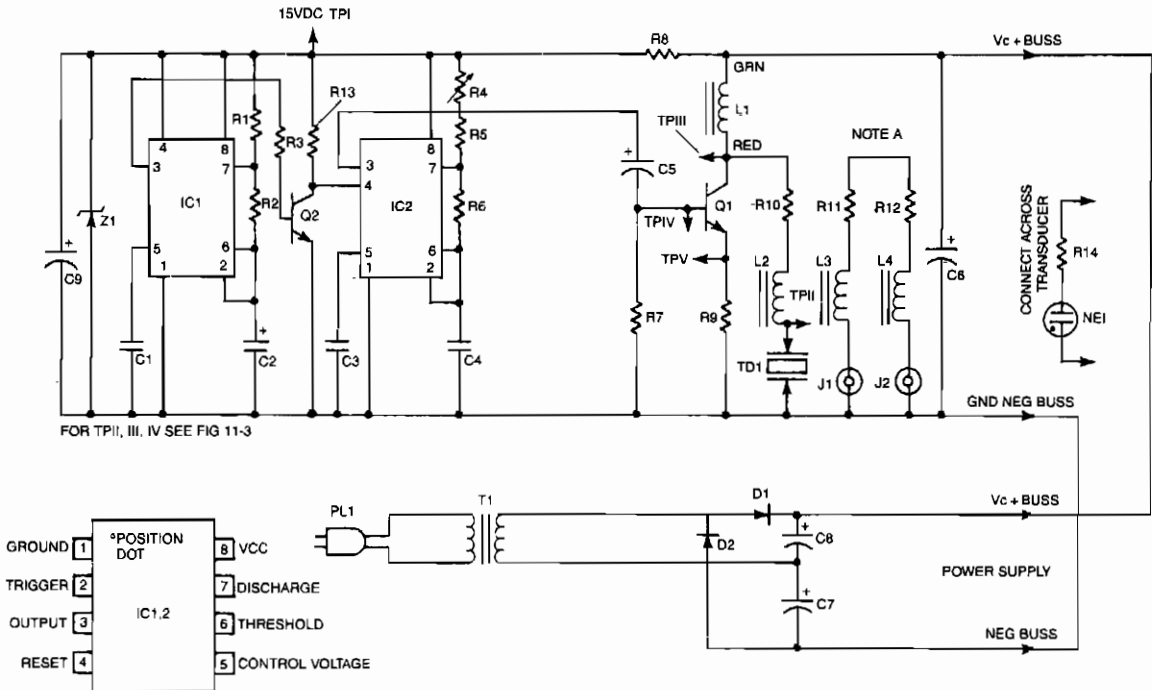 15VDC TPI
R8
Vc + BUSS
GRN
L1
R4
R13
R1
R3
R5
TPIII
RED
NOTE A
4
8
3
7
IC1
R2
Q2
8
3
7
4
IC2
R6
+
C5
Q1
R10
R11
R12
Z1
TPIV
TPV
+
C6
CONNECT ACROSS
TRANSDUCER
R14
NEI
+
C9
5
6
1
2
5
6
1
2
L2
TPII
L3
L4
R7
R9
C1
+
C2
C3
C4
TD1
J1
J2
GND NEG BUSS
FOR TPII, III, IV SEE FIG 11-3
PL1
T1
D1
Vc + BUSS
D2
+
C8
+
C7
POWER SUPPLY
NEG BUSS
GROUND 1
°POSITION
DOT
8 VCC
TRIGGER 2
7 DISCHARGE
IC1,2
OUTPUT 3
6 THRESHOLD
RESET 4
5 CONTROL VOLTAGE